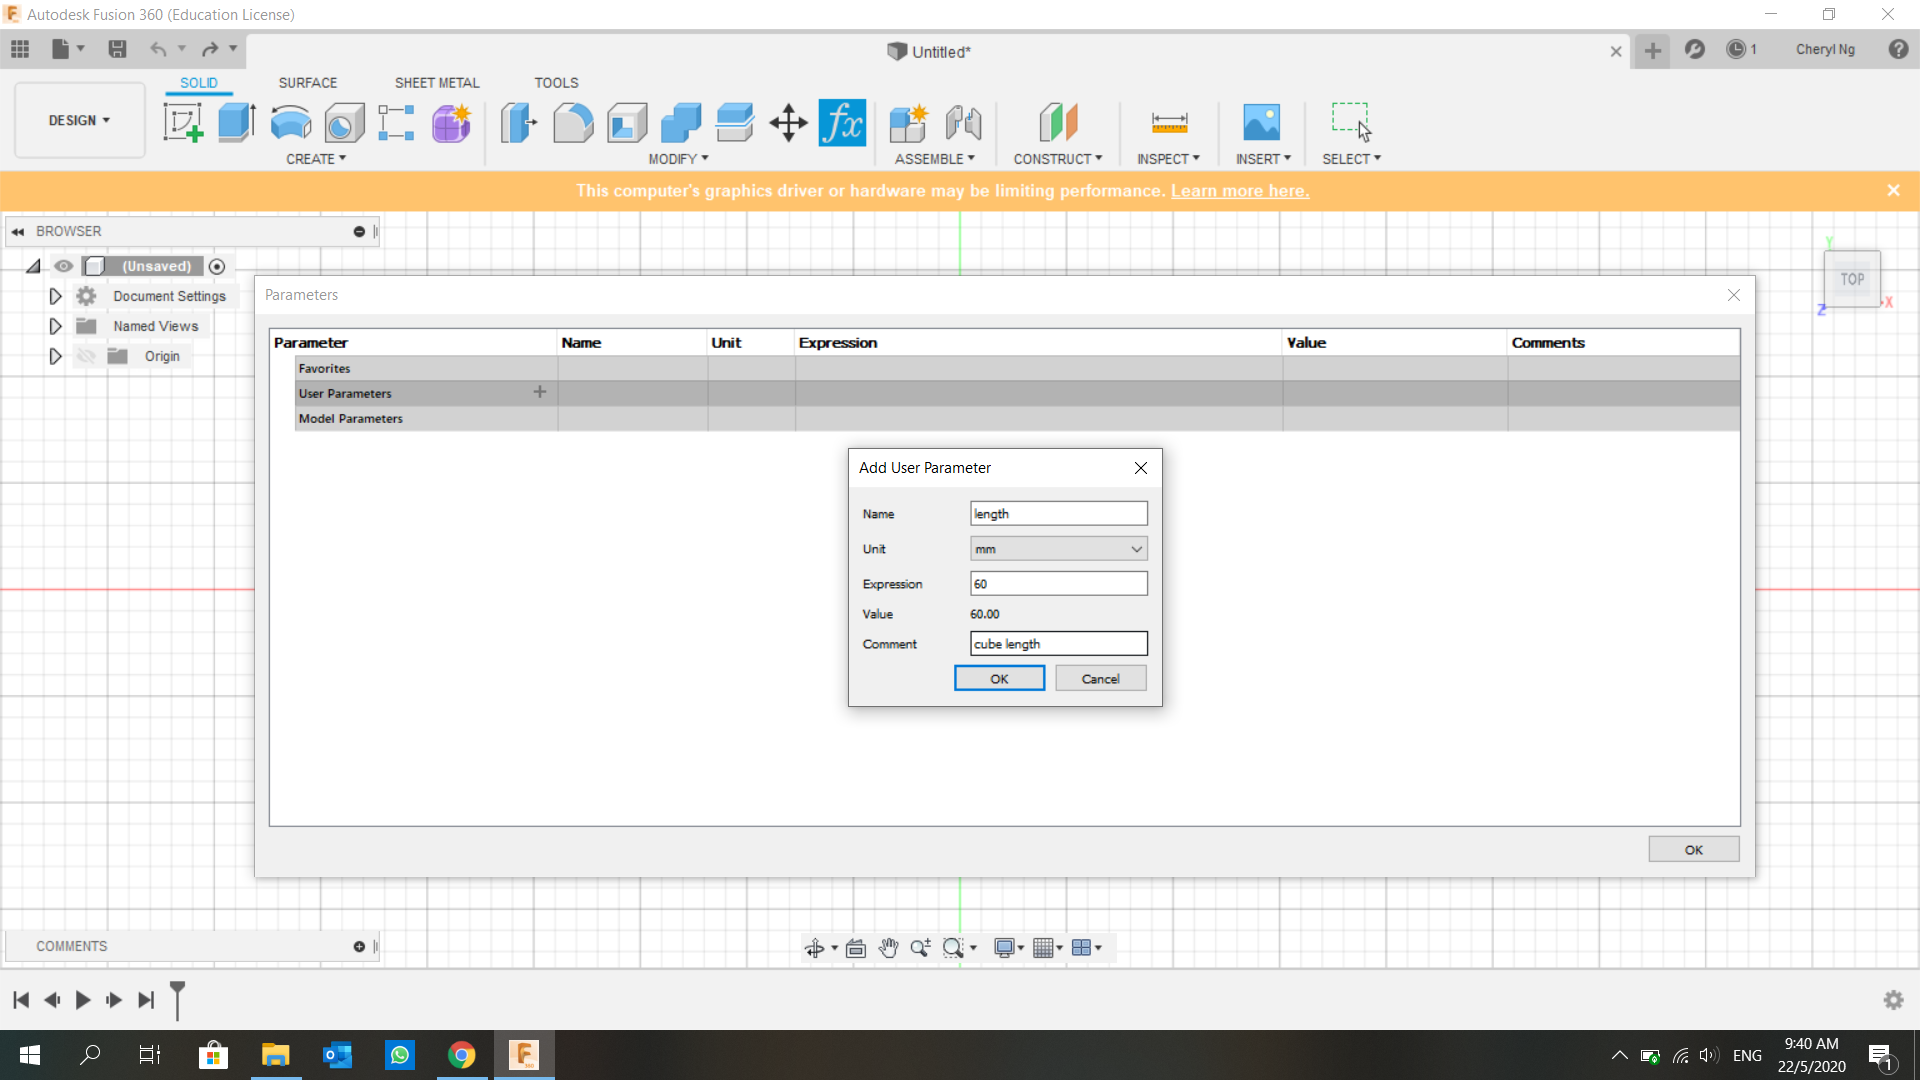 Autodesk Fusion 360 (Education License)
Untitled*
1
Cheryl Ng
SOLID
SURFACE
SHEET METAL
TOOLS
DESIGN
CREATE
MODIFY
ASSEMBLE
CONSTRUCT
INSPECT
INSERT
SELECT
This computer's graphics driver or hardware may be limiting performance. Learn more here.
BROWSER
(Unsaved)
Document Settings
Named Views
Origin
Y
TOP
X
Z
Parameters
Parameter Name Unit Expression Value Comments
Favorites
User Parameters
Model Parameters
Add User Parameter
Name length
Unit mm
Expression 60
Value 60.00
Comment cube length
OK Cancel
OK
COMMENTS
ENG
9:40 AM
22/5/2020
1